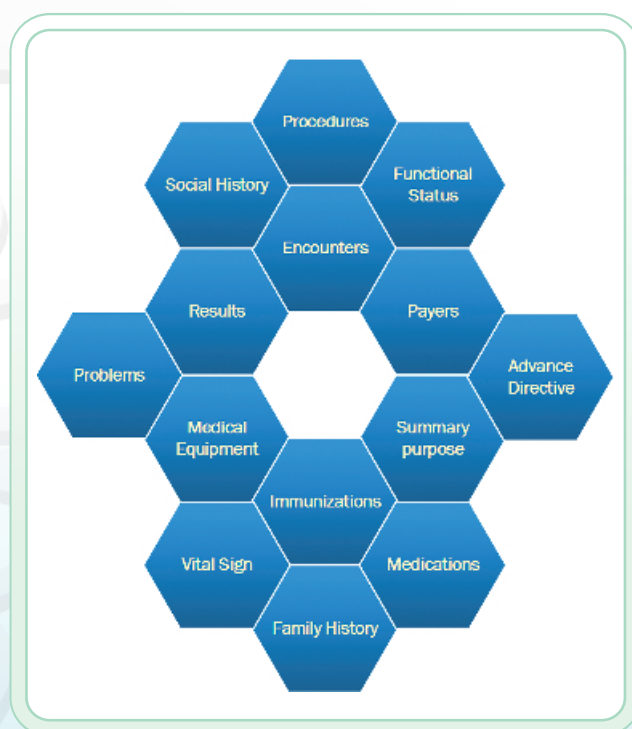 Procedures
Social History
Functional
Status
Encounters
Results
Payers
Problems
Advance
Directive
Medical
Equipment
Summary
purpose
Immunizations
Vital Sign
Medications
Family History